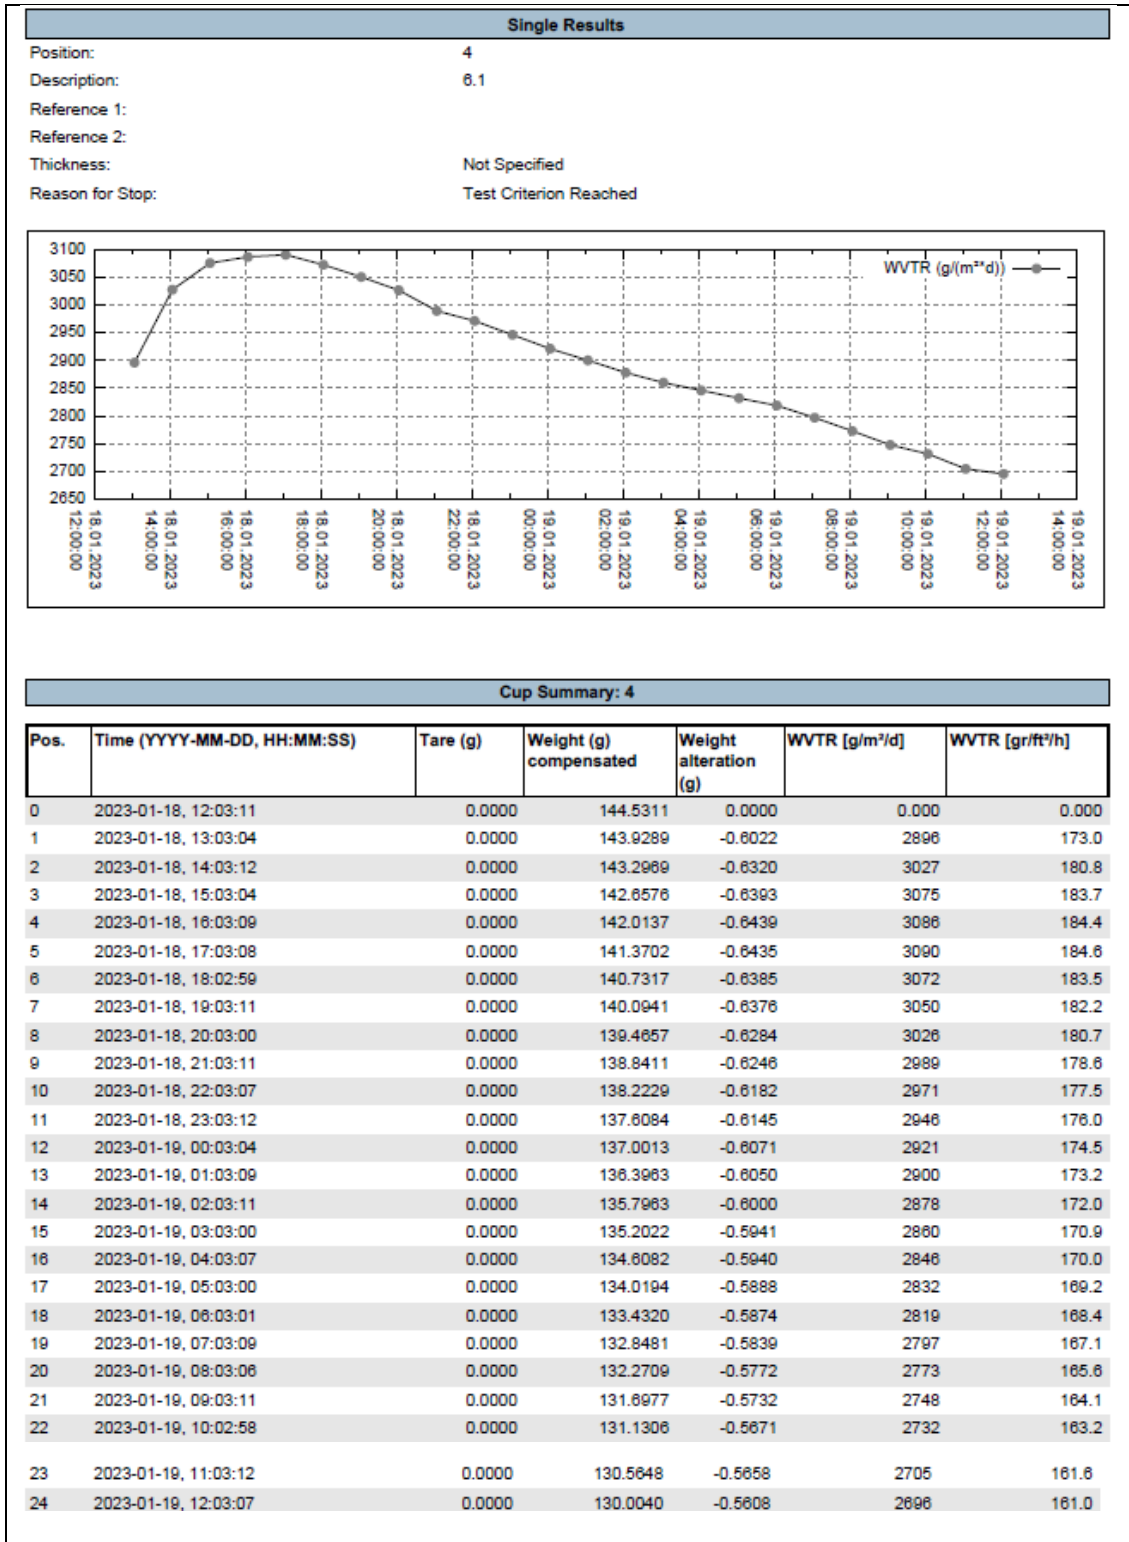 Single Results
Position: 4
Description: 6.1
Reference 1:
Reference 2:
Thickness: Not Specified
Reason for Stop: Test Criterion Reached
WVTR (g/(m²*d))
3100
3050
3000
2950
2900
2850
2800
2750
2700
2650
18.01.2023 12:00:00
18.01.2023 14:00:00
18.01.2023 16:00:00
18.01.2023 18:00:00
18.01.2023 20:00:00
18.01.2023 22:00:00
19.01.2023 00:00:00
19.01.2023 02:00:00
19.01.2023 04:00:00
19.01.2023 06:00:00
19.01.2023 08:00:00
19.01.2023 10:00:00
19.01.2023 12:00:00
19.01.2023 14:00:00
Cup Summary: 4
Pos. Time (YYYY-MM-DD, HH:MM:SS) Tare (g) Weight (g) compensated Weight alteration (g) WVTR [g/m²/d] WVTR [gr/ft²/h]
0 2023-01-18, 12:03:11 0.0000 144.5311 0.0000 0.000 0.000
1 2023-01-18, 13:03:04 0.0000 143.9289 -0.6022 2896 173.0
2 2023-01-18, 14:03:12 0.0000 143.2969 -0.6320 3027 180.8
3 2023-01-18, 15:03:04 0.0000 142.6576 -0.6393 3075 183.7
4 2023-01-18, 16:03:09 0.0000 142.0137 -0.6439 3086 184.4
5 2023-01-18, 17:03:08 0.0000 141.3702 -0.6435 3090 184.6
6 2023-01-18, 18:02:59 0.0000 140.7317 -0.6385 3072 183.5
7 2023-01-18, 19:03:11 0.0000 140.0941 -0.6376 3050 182.2
8 2023-01-18, 20:03:00 0.0000 139.4657 -0.6284 3026 180.7
9 2023-01-18, 21:03:11 0.0000 138.8411 -0.6246 2989 178.6
10 2023-01-18, 22:03:07 0.0000 138.2229 -0.6182 2971 177.5
11 2023-01-18, 23:03:12 0.0000 137.6084 -0.6145 2946 176.0
12 2023-01-19, 00:03:04 0.0000 137.0013 -0.6071 2921 174.5
13 2023-01-19, 01:03:09 0.0000 136.3963 -0.6050 2900 173.2
14 2023-01-19, 02:03:11 0.0000 135.7963 -0.6000 2878 172.0
15 2023-01-19, 03:03:00 0.0000 135.2022 -0.5941 2860 170.9
16 2023-01-19, 04:03:07 0.0000 134.6082 -0.5940 2846 170.0
17 2023-01-19, 05:03:00 0.0000 134.0194 -0.5888 2832 169.2
18 2023-01-19, 06:03:01 0.0000 133.4320 -0.5874 2819 168.4
19 2023-01-19, 07:03:09 0.0000 132.8481 -0.5839 2797 167.1
20 2023-01-19, 08:03:06 0.0000 132.2709 -0.5772 2773 165.6
21 2023-01-19, 09:03:11 0.0000 131.6977 -0.5732 2748 164.1
22 2023-01-19, 10:02:58 0.0000 131.1306 -0.5671 2732 163.2
23 2023-01-19, 11:03:12 0.0000 130.5648 -0.5658 2705 161.6
24 2023-01-19, 12:03:07 0.0000 130.0040 -0.5608 2696 161.0